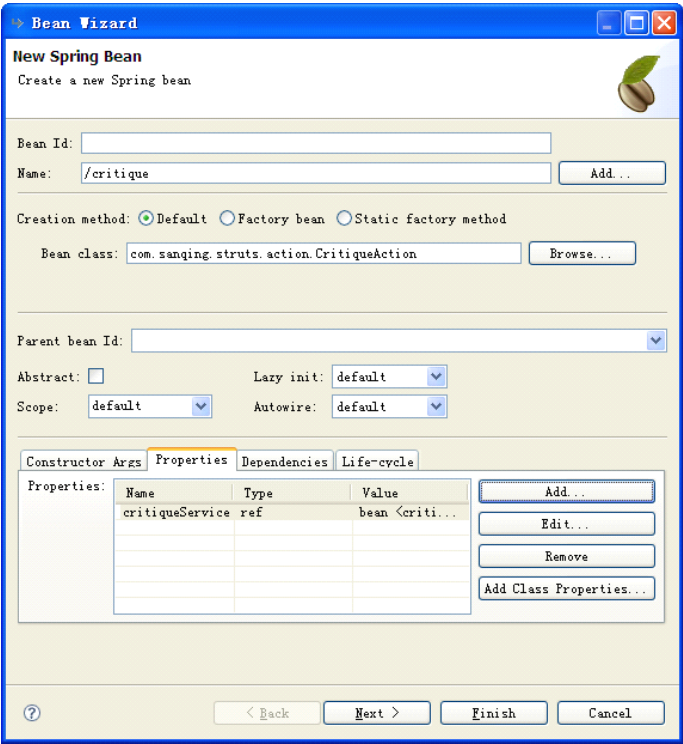 Bean Wizard
New Spring Bean
Create a new Spring bean
Bean Id:
Name: /critique Add...
Creation method: Default Factory bean Static factory method
Bean class: com.sanqing.struts.action.CritiqueAction Browse...
Parent bean Id:
Abstract: Lazy init: default
Scope: default Autowire: default
Constructor Args Properties Dependencies Life-cycle
Properties: Name Type Value Add...
critiqueService ref bean <criti...
Edit...
Remove
Add Class Properties...
? < Back Next > Finish Cancel